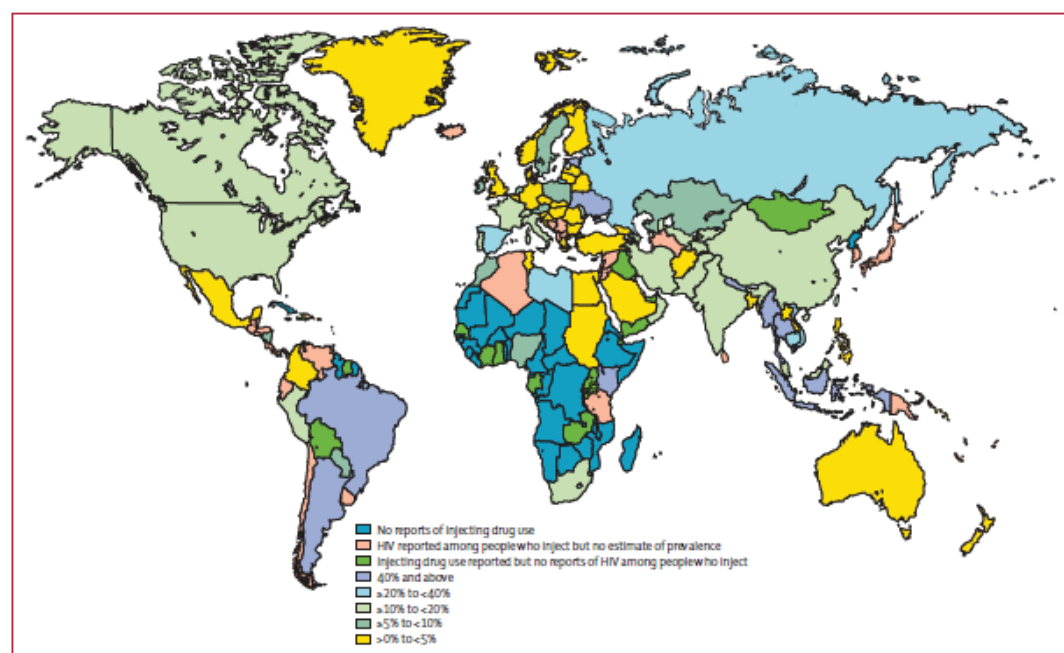 No reports of injecting drug use
HIV reported among people who inject but no estimate of prevalence
Injecting drug use reported but no reports of HIV among people who inject
40% and above
≥20% to <40%
≥10% to <20%
≥5% to <10%
>0% to <5%